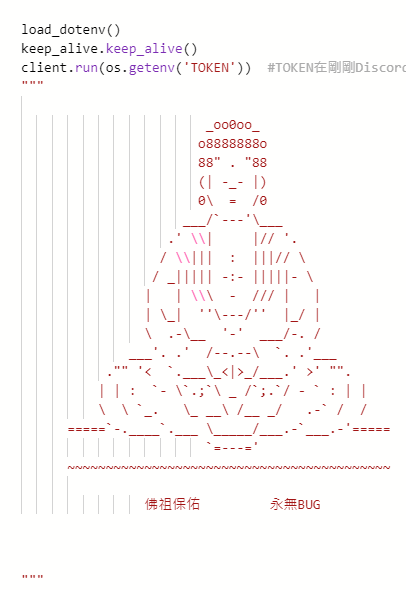 load_dotenv()
keep_alive.keep_alive()
client.run(os.getenv('TOKEN'))  #TOKEN在剛剛Discor
"""
                        _oo0oo_
                       o8888888o
                       88" . "88
                       (| -_- |)
                       0\  =  /0
                     ___/`---'\___
                   .' \\|     |// '.
                  / \\|||  :  |||// \
                 / _||||| -:- |||||- \
                |   | \\\  -  /// |   |
                | \_|  ''\---/''  |_/ |
                \  .-\__  '-'  ___/-. /
              ___'. .'  /--.--\  `. .'___
           ."" '<  `.___\_<|>_/___.' >' "".
          | | :  `- \`.;`\ _ /`;.`/ - ` : | |
          \  \ `_.   \_ __\ /__ _/   .-` /  /
      =====`-.____`.___ \_____/___.-`___.-'=====
                        `=---='
      ~~~~~~~~~~~~~~~~~~~~~~~~~~~~~~~~~~~~~~~~~~
                佛祖保佑         永無BUG
"""